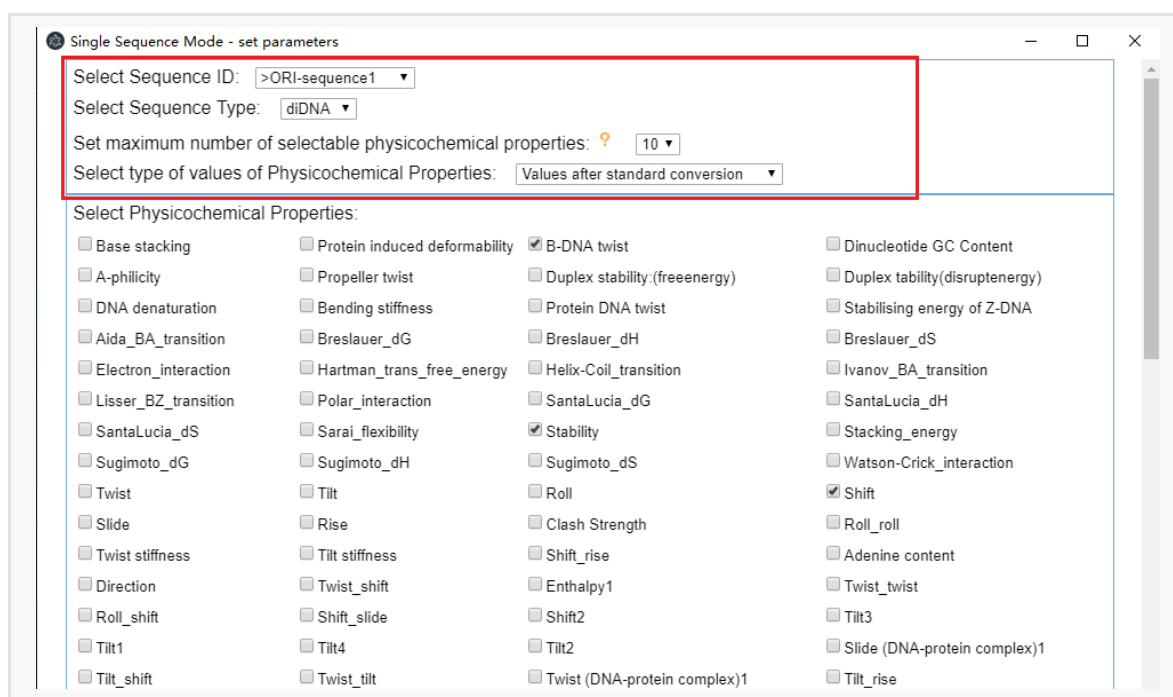 Single Sequence Mode - set parameters
Select Sequence ID: >ORI-sequence1
Select Sequence Type: diDNA
Set maximum number of selectable physicochemical properties: ? 10
Select type of values of Physicochemical Properties: Values after standard conversion
Select Physicochemical Properties:
Base stacking Protein induced deformability B-DNA twist Dinucleotide GC Content
A-philicity Propeller twist Duplex stability:(freeenergy) Duplex tability(disruptenergy)
DNA denaturation Bending stiffness Protein DNA twist Stabilising energy of Z-DNA
Aida_BA_transition Breslauer_dG Breslauer_dH Breslauer_dS
Electron_interaction Hartman_trans_free_energy Helix-Coil_transition Ivanov_BA_transition
Lisser_BZ_transition Polar_interaction SantaLucia_dG SantaLucia_dH
SantaLucia_dS Sarai_flexibility Stability Stacking_energy
Sugimoto_dG Sugimoto_dH Sugimoto_dS Watson-Crick_interaction
Twist Tilt Roll Shift
Slide Rise Clash Strength Roll_roll
Twist stiffness Tilt stiffness Shift_rise Adenine content
Direction Twist_shift Enthalpy1 Twist_twist
Roll_shift Shift_slide Shift2 Tilt3
Tilt1 Tilt4 Tilt2 Slide (DNA-protein complex)1
Tilt_shift Twist_tilt Twist (DNA-protein complex)1 Tilt_rise